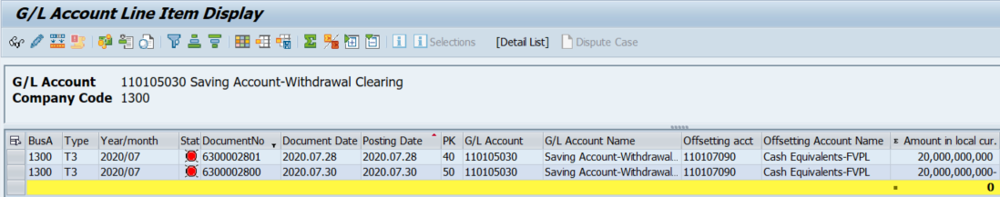 G/L Account Line Item Display
Selections [Detail List] Dispute Case
G/L Account 110105030 Saving Account-Withdrawal Clearing
Company Code 1300
BusA Type Year/month Stat DocumentNo Document Date Posting Date PK G/L Account G/L Account Name Offsetting acct Offsetting Account Name Σ Amount in local cur.
1300 T3 2020/07 6300002801 2020.07.28 2020.07.28 40 110105030 Saving Account-Withdrawal... 110107090 Cash Equivalents-FVPL 20,000,000,000
1300 T3 2020/07 6300002800 2020.07.30 2020.07.30 50 110105030 Saving Account-Withdrawal... 110107090 Cash Equivalents-FVPL 20,000,000,000-
0